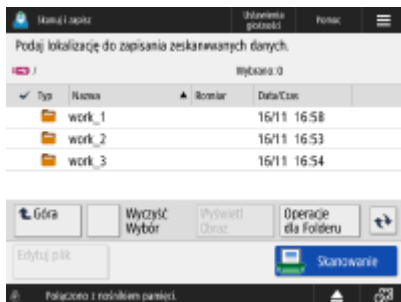 Skanuj i zapisz Ustawienia gęstości Pomoc
Podaj lokalizację do zapisania zeskanwanych danych.
/ Wybrano: 0
Typ Nazwa Rozmiar Data/Czas
work_1 16/11 16:58
work_2 16/11 16:53
work_3 16/11 16:54
Góra Wyczyść Wybór Wyświetl Obraz Operacje dla Folderu
Edytuj plik Skanowanie
Połączono z nośnikiem pamięci.